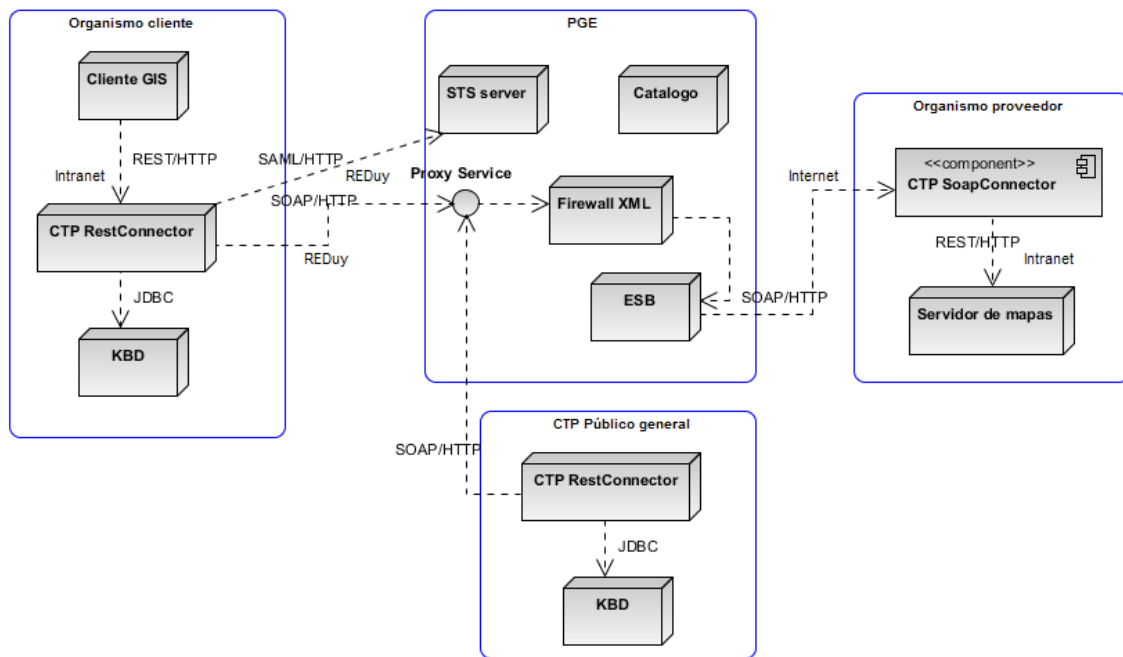 Organismo cliente
Cliente GIS
REST/HTTP
Intranet
CTP RestConnector
JDBC
KBD
SAML/HTTP
REDuy
SOAP/HTTP
REDuy
PGE
STS server
Catalogo
Proxy Service
Firewall XML
ESB
SOAP/HTTP
Internet
Organismo proveedor
<<component>>
CTP SoapConnector
REST/HTTP
Intranet
Servidor de mapas
CTP Público general
SOAP/HTTP
CTP RestConnector
JDBC
KBD